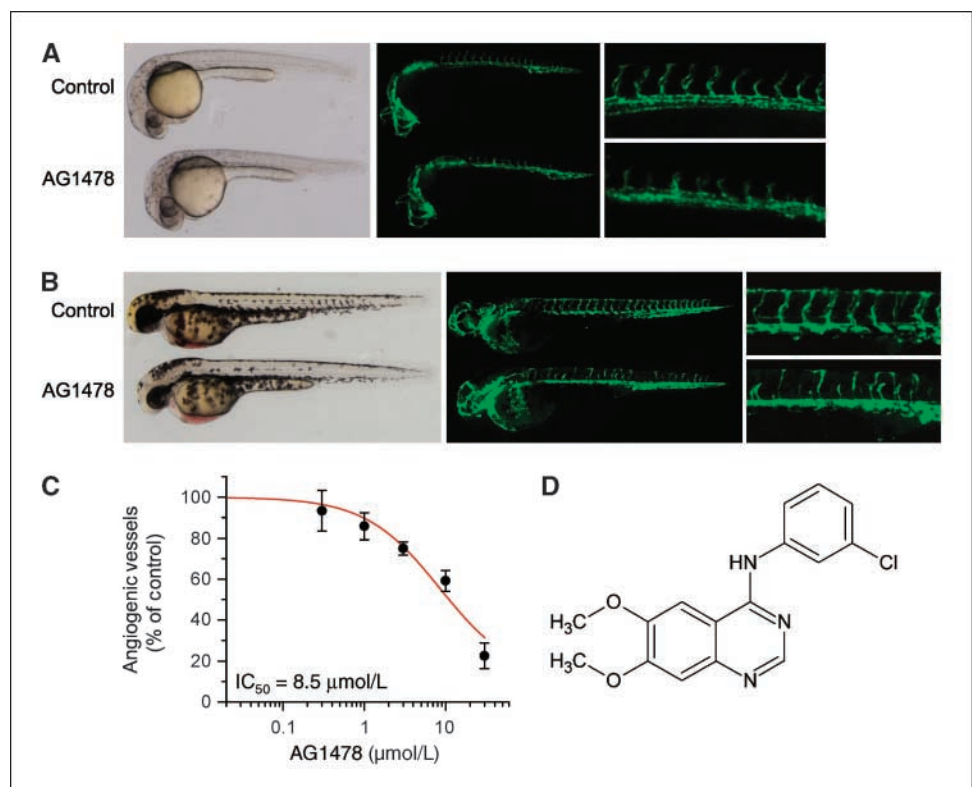 A
Control
AG1478
B
Control
AG1478
C
Angiogenic vessels
(% of control)
100
80
60
40
20
0
IC₅₀ = 8.5 μmol/L
0.1
1
10
AG1478 (μmol/L)
D
HN
Cl
O
H₃C
N
H₃C
O
N